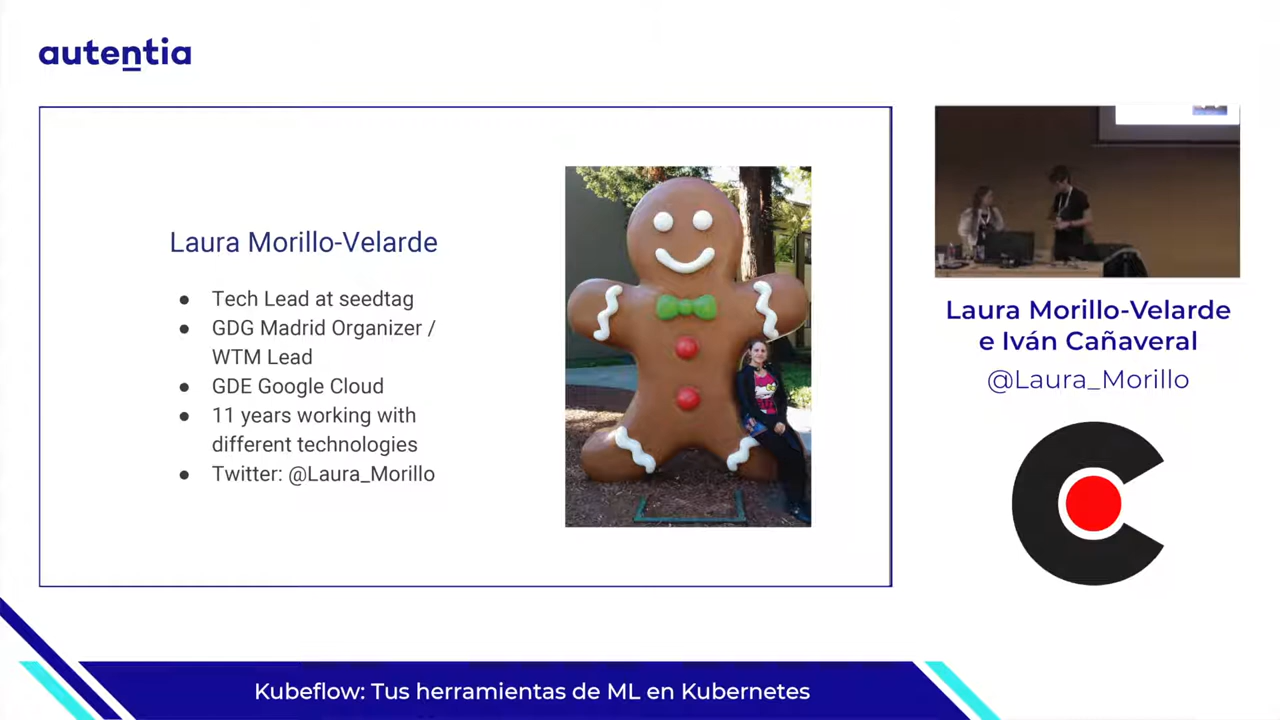 autentia
Laura Morillo-Velarde
● Tech Lead at seedtag
● GDG Madrid Organizer /
WTM Lead
● GDE Google Cloud
● 11 years working with
different technologies
● Twitter: @Laura_Morillo
Laura Morillo-Velarde
e Iván Cañaveral
@Laura_Morillo
Kubeflow: Tus herramientas de ML en Kubernetes